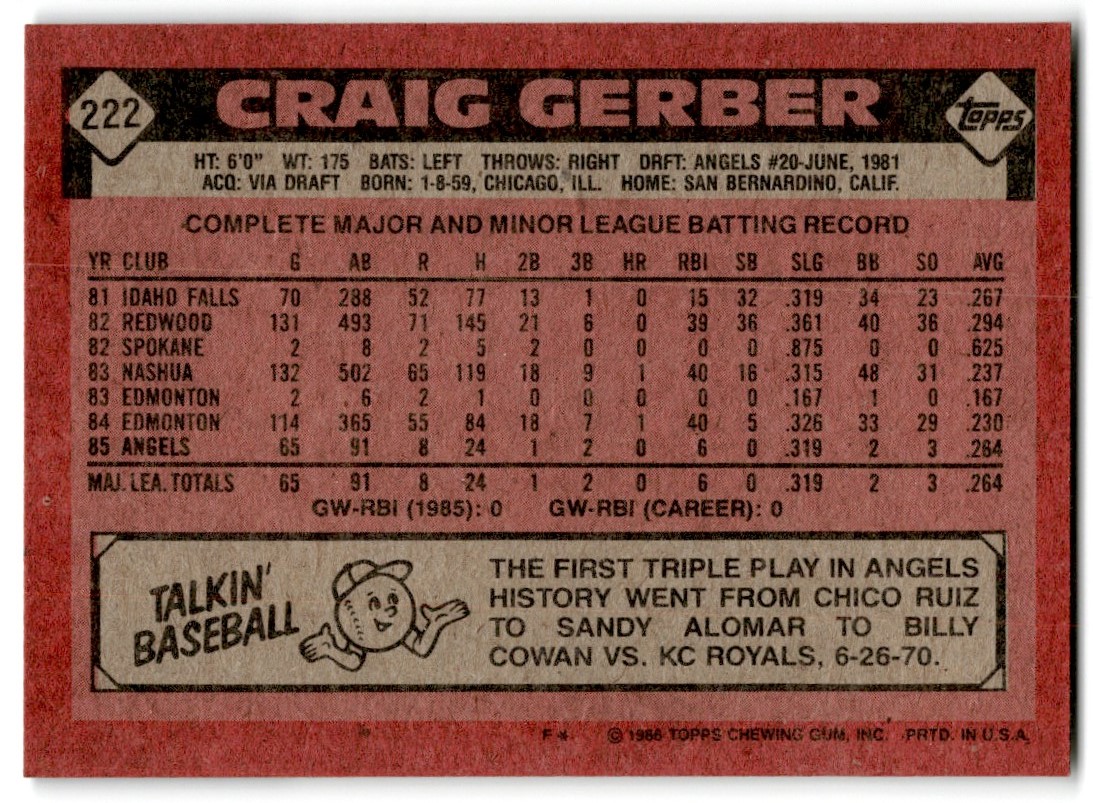 222
CRAIG GERBER
topps
HT: 6'0" WT: 175 BATS: LEFT THROWS: RIGHT DRFT: ANGELS #20-JUNE, 1981
ACQ: VIA DRAFT BORN: 1-8-59, CHICAGO, ILL. HOME: SAN BERNARDINO, CALIF.
COMPLETE MAJOR AND MINOR LEAGUE BATTING RECORD
YR CLUB G AB R H 2B 3B HR RBI SB SLG BB SO AVG
81 IDAHO FALLS 70 288 52 77 13 1 0 15 32 .319 34 23 .267
82 REDWOOD 131 493 71 145 21 6 0 39 36 .361 40 36 .294
82 SPOKANE 2 8 2 5 2 0 0 0 0 .875 0 0 .625
83 NASHUA 132 502 65 119 18 9 1 40 16 .315 48 31 .237
83 EDMONTON 2 6 2 1 0 0 0 0 0 .167 1 0 .167
84 EDMONTON 114 365 55 84 18 7 1 40 5 .326 33 29 .230
85 ANGELS 65 91 8 24 1 2 0 6 0 .319 2 3 .264
MAJ. LEA. TOTALS 65 91 8 24 1 2 0 6 0 .319 2 3 .264
GW-RBI (1985): 0 GW-RBI (CAREER): 0
TALKIN'
BASEBALL
THE FIRST TRIPLE PLAY IN ANGELS
HISTORY WENT FROM CHICO RUIZ
TO SANDY ALOMAR TO BILLY
COWAN VS. KC ROYALS, 6-26-70.
F * © 1986 TOPPS CHEWING GUM, INC. PRTD. IN U.S.A.